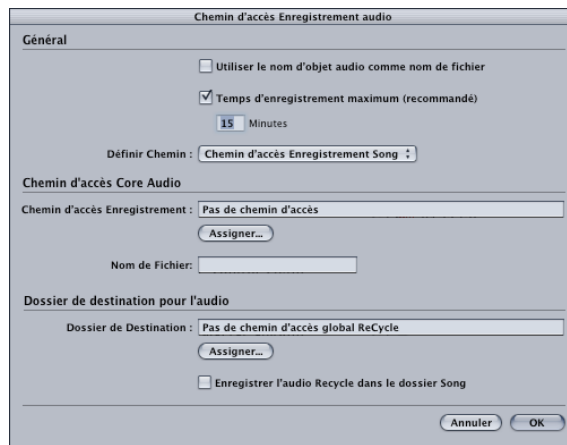 Chemin d'accès Enregistrement audio
Général
Utiliser le nom d'objet audio comme nom de fichier
Temps d'enregistrement maximum (recommandé)
15 Minutes
Définir Chemin : Chemin d'accès Enregistrement Song
Chemin d'accès Core Audio
Chemin d'accès Enregistrement : Pas de chemin d'accès
Assigner...
Nom de Fichier:
Dossier de destination pour l'audio
Dossier de Destination : Pas de chemin d'accès global ReCycle
Assigner...
Enregistrer l'audio Recycle dans le dossier Song
Annuler OK